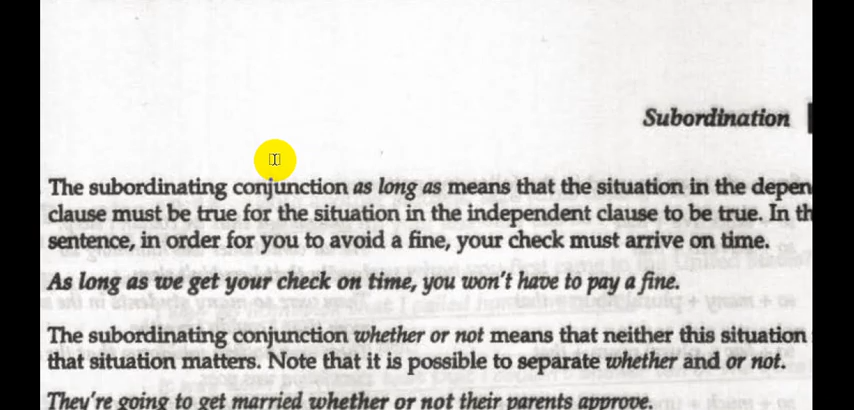 Subordination
The subordinating conjunction as long as means that the situation in the depen
clause must be true for the situation in the independent clause to be true. In th
sentence, in order for you to avoid a fine, your check must arrive on time.
As long as we get your check on time, you won't have to pay a fine.
The subordinating conjunction whether or not means that neither this situation
that situation matters. Note that it is possible to separate whether and or not.
They're going to get married whether or not their parents approve.